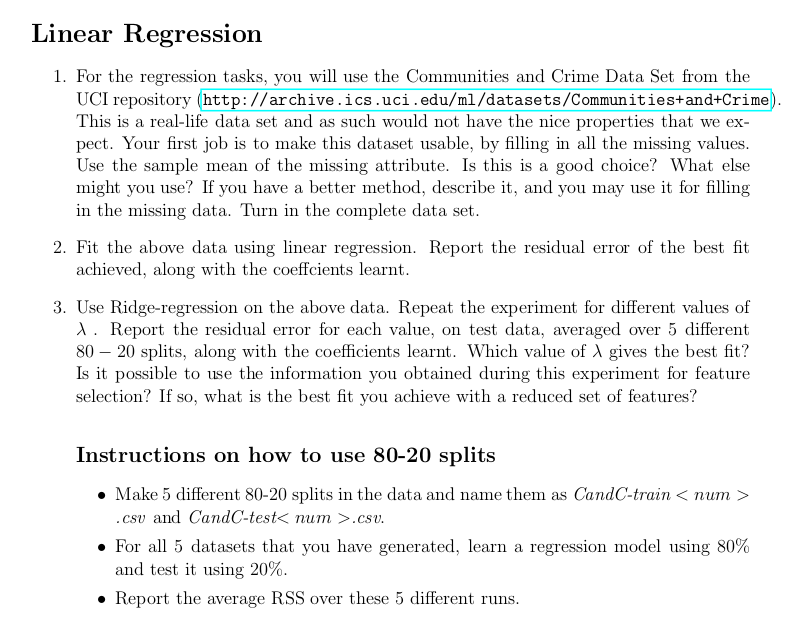 Linear Regression
1. For the regression tasks, you will use the Communities and Crime Data Set from the
UCI repository (http://archive.ics.uci.edu/ml/datasets/Communities+and+Crime).
This is a real-life data set and as such would not have the nice properties that we ex-
pect. Your first job is to make this dataset usable, by filling in all the missing values.
Use the sample mean of the missing attribute. Is this is a good choice? What else
might you use? If you have a better method, describe it, and you may use it for filling
in the missing data. Turn in the complete data set.
2. Fit the above data using linear regression. Report the residual error of the best fit
achieved, along with the coeffcients learnt.
3. Use Ridge-regression on the above data. Repeat the experiment for different values of
λ . Report the residual error for each value, on test data, averaged over 5 different
80 − 20 splits, along with the coefficients learnt. Which value of λ gives the best fit?
Is it possible to use the information you obtained during this experiment for feature
selection? If so, what is the best fit you achieve with a reduced set of features?
Instructions on how to use 80-20 splits
• Make 5 different 80-20 splits in the data and name them as CandC-train < num >
.csv and CandC-test< num >.csv.
• For all 5 datasets that you have generated, learn a regression model using 80%
and test it using 20%.
• Report the average RSS over these 5 different runs.